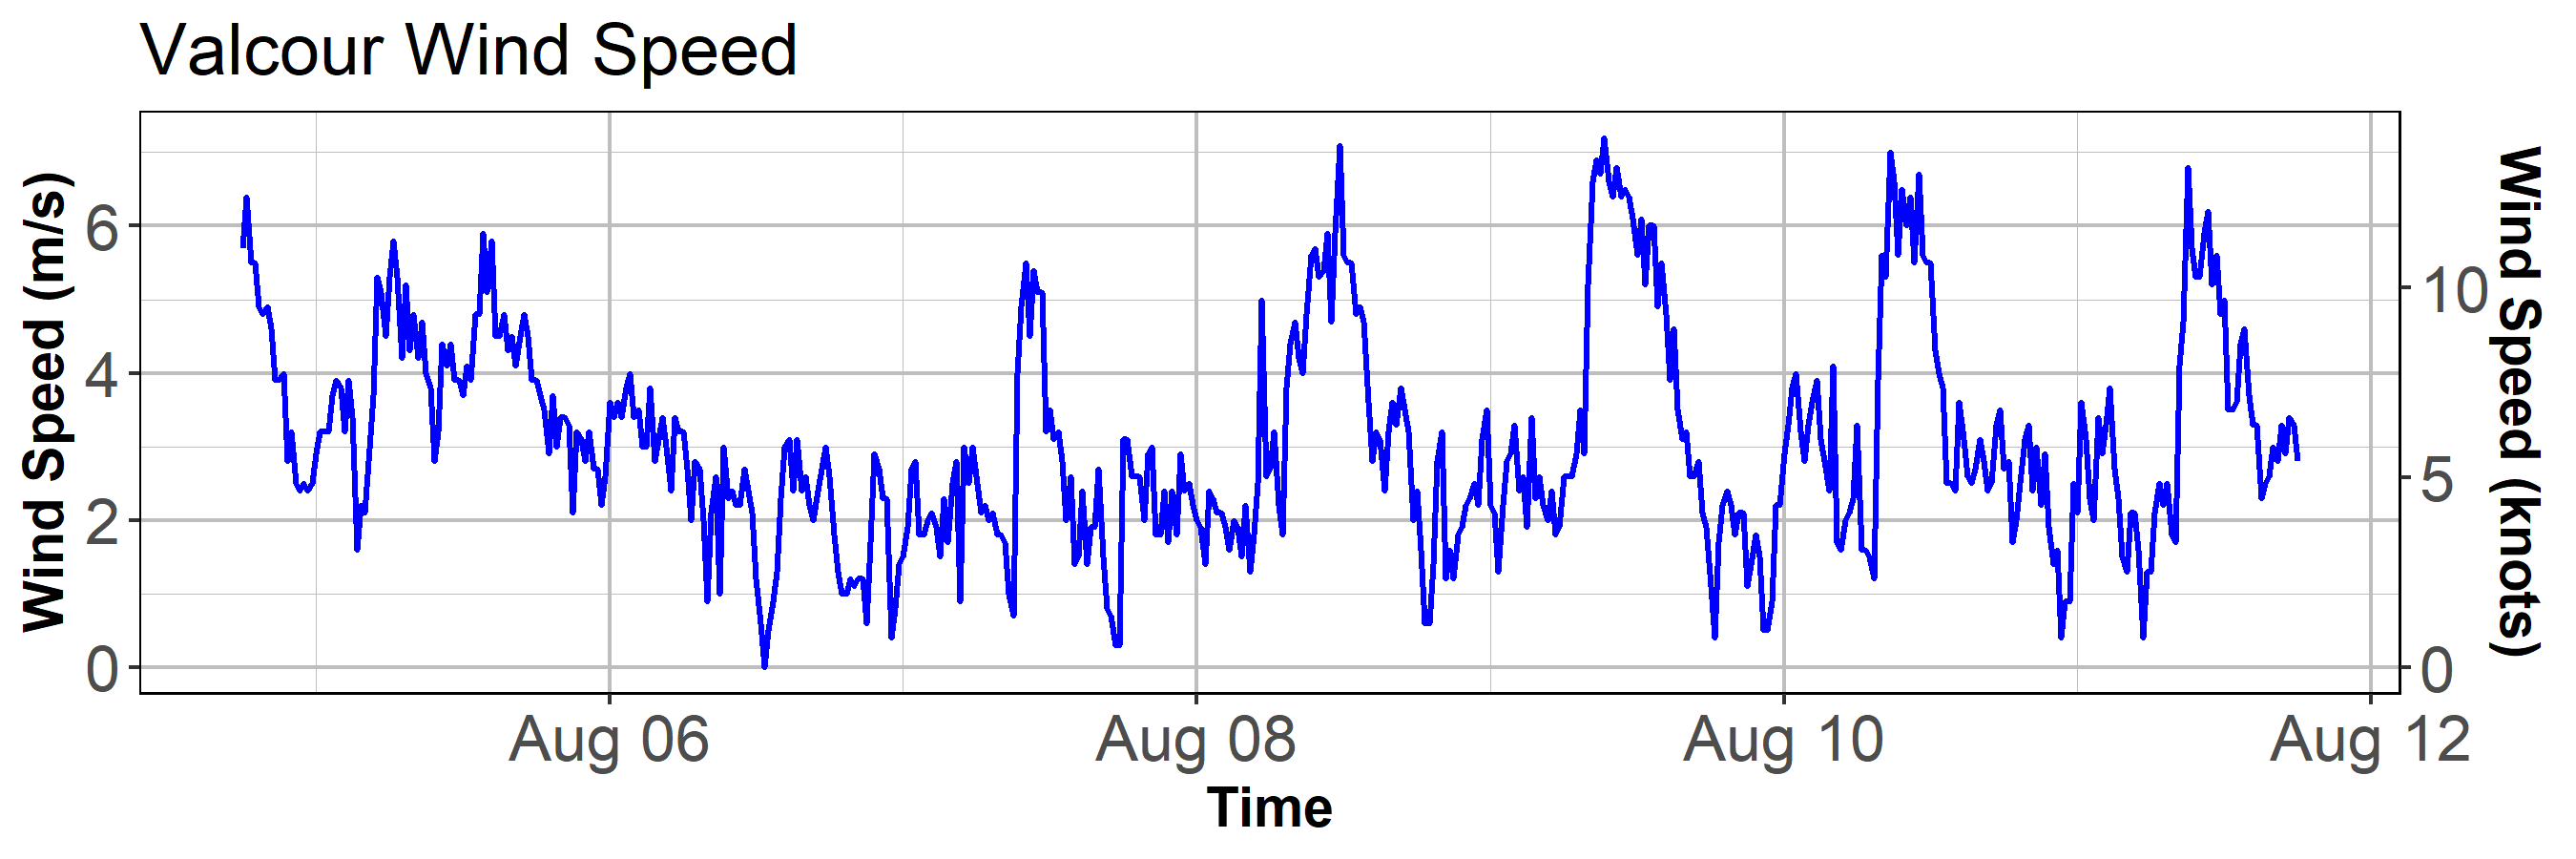 Valcour Wind Speed
Wind Speed (m/s)
6
4
2
0
10
5
0
Wind Speed (knots)
Aug 06
Aug 08
Aug 10
Aug 12
Time